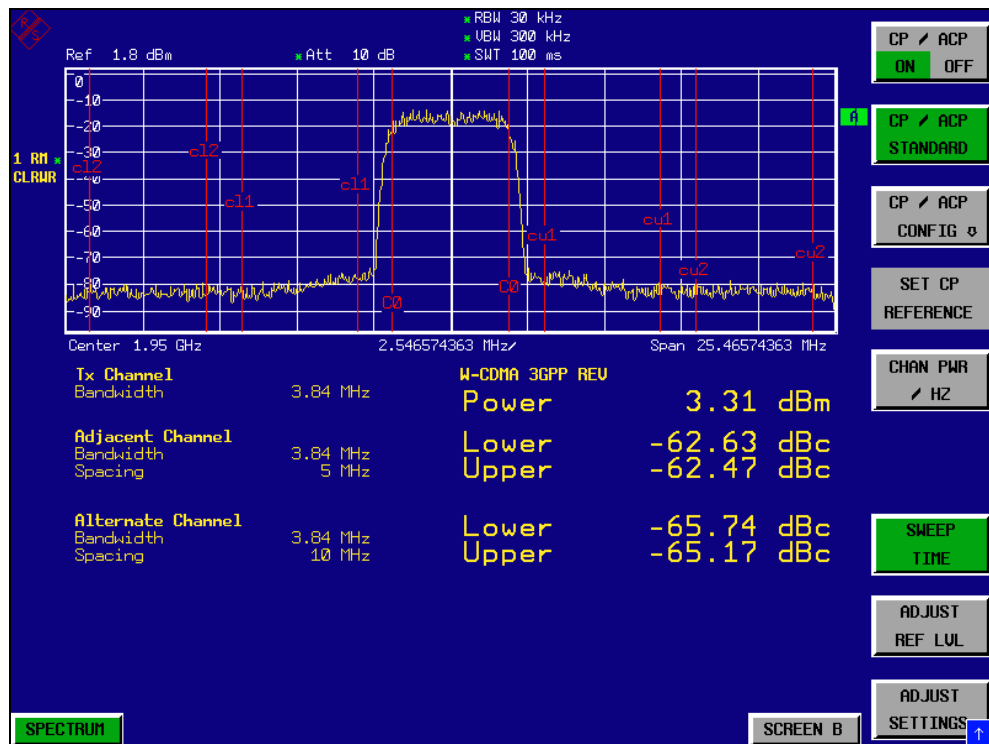 R S
* RBW 30 kHz
* VBW 300 kHz
Ref 1.8 dBm * Att 10 dB * SWT 100 ms
CP / ACP
ON OFF
0
-10
-20
A
CP / ACP
STANDARD
1 RM *
CLRWR
-30
cl2
cl2
-40
cl1
cl1
-50
-60
cu1
cu1
-70
cu2
cu2
-80
C0
C0
-90
CP / ACP
CONFIG
SET CP
REFERENCE
Center 1.95 GHz 2.546574363 MHz/ Span 25.46574363 MHz
CHAN PWR
/ HZ
Tx Channel W-CDMA 3GPP REV
Bandwidth 3.84 MHz Power 3.31 dBm
Adjacent Channel Lower -62.63 dBc
Bandwidth 3.84 MHz
Spacing 5 MHz Upper -62.47 dBc
Alternate Channel Lower -65.74 dBc
Bandwidth 3.84 MHz
Spacing 10 MHz Upper -65.17 dBc
SWEEP
TIME
ADJUST
REF LVL
ADJUST
SETTINGS
↑
SPECTRUM SCREEN B